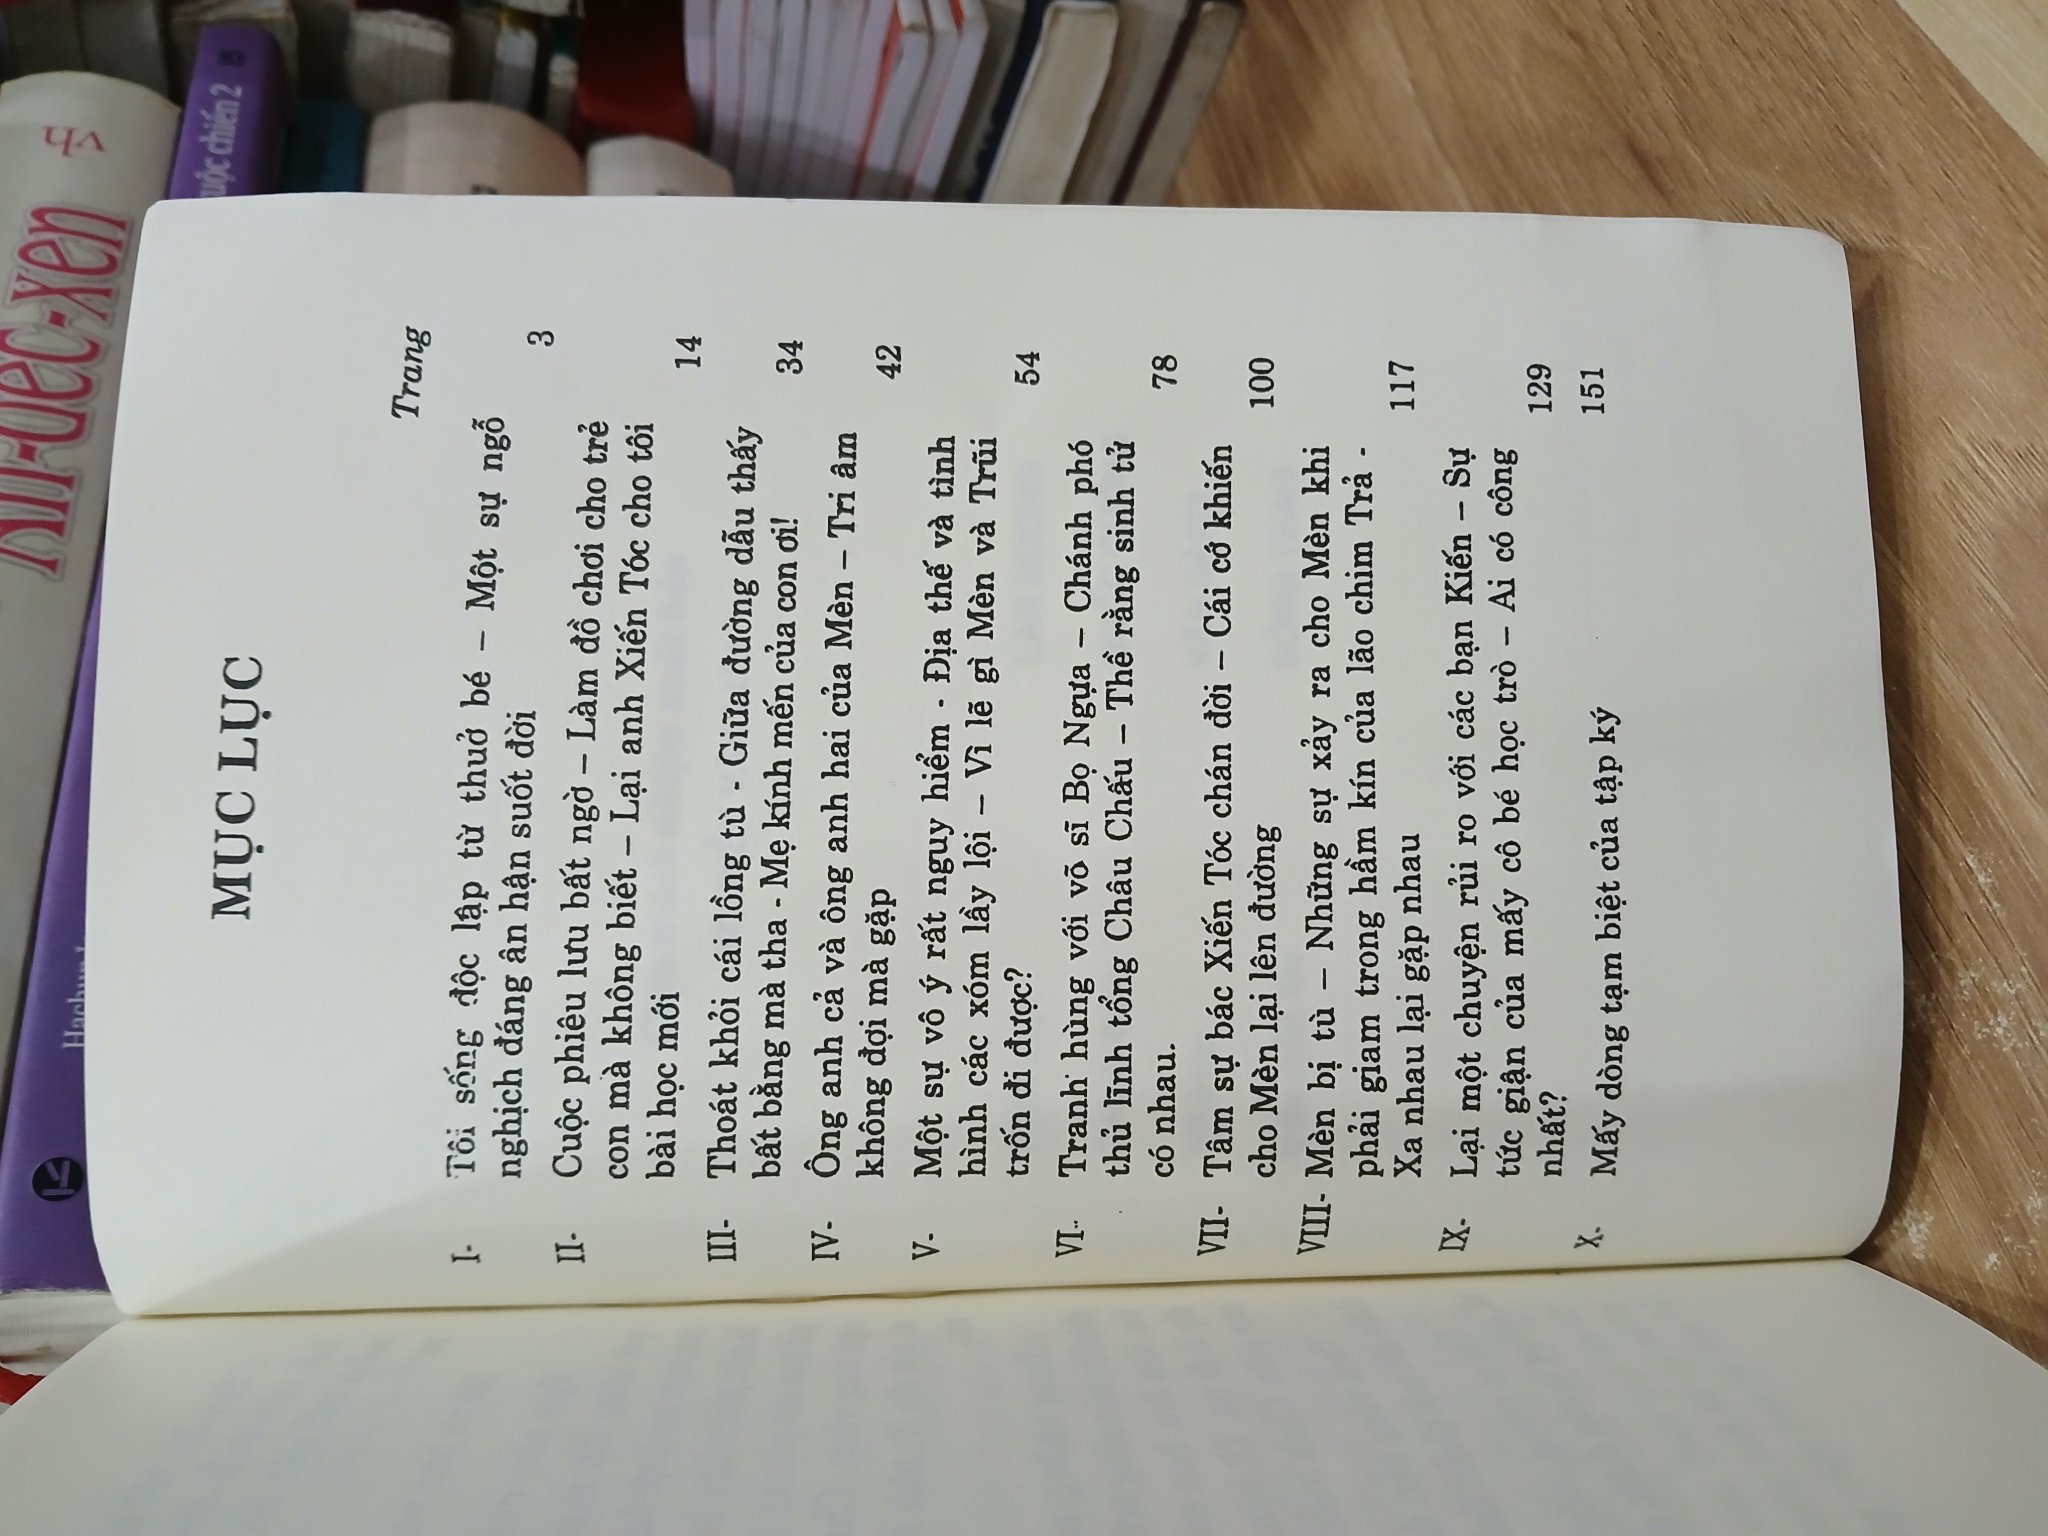 MỤC LỤC
Trang
I- Tôi sống độc lập từ thuở bé – Một sự ngỗ
nghịch đáng ân hận suốt đời 3
II- Cuộc phiêu lưu bất ngờ – Làm đồ chơi cho trẻ
con mà không biết – Lại anh Xiến Tóc cho tôi
bài học mới 14
III- Thoát khỏi cái lồng tù - Giữa đường dẫu thấy
bất bằng mà tha - Mẹ kính mến của con ơi! 34
IV- Ông anh cả và ông anh hai của Mèn – Tri âm
không đợi mà gặp 42
V- Một sự vô ý rất nguy hiểm - Địa thế và tình
hình các xóm lầy lội – Vì lẽ gì Mèn và Trũi
trốn đi được? 54
VI- Tranh hùng với võ sĩ Bọ Ngựa – Chánh phó
thủ lĩnh tổng Châu Chấu – Thề rằng sinh tử
có nhau. 78
VII- Tâm sự bác Xiến Tóc chán đời – Cái cớ khiến
cho Mèn lại lên đường 100
VIII- Mèn bị tù – Những sự xảy ra cho Mèn khi
phải giam trong hầm kín của lão chim Trả -
Xa nhau lại gặp nhau 117
IX- Lại một chuyện rủi ro với các bạn Kiến – Sự
tức giận của mấy cô bé học trò – Ai có công
nhất? 129
X- Mấy dòng tạm biệt của tập ký 151
vh
uộc chiến 2